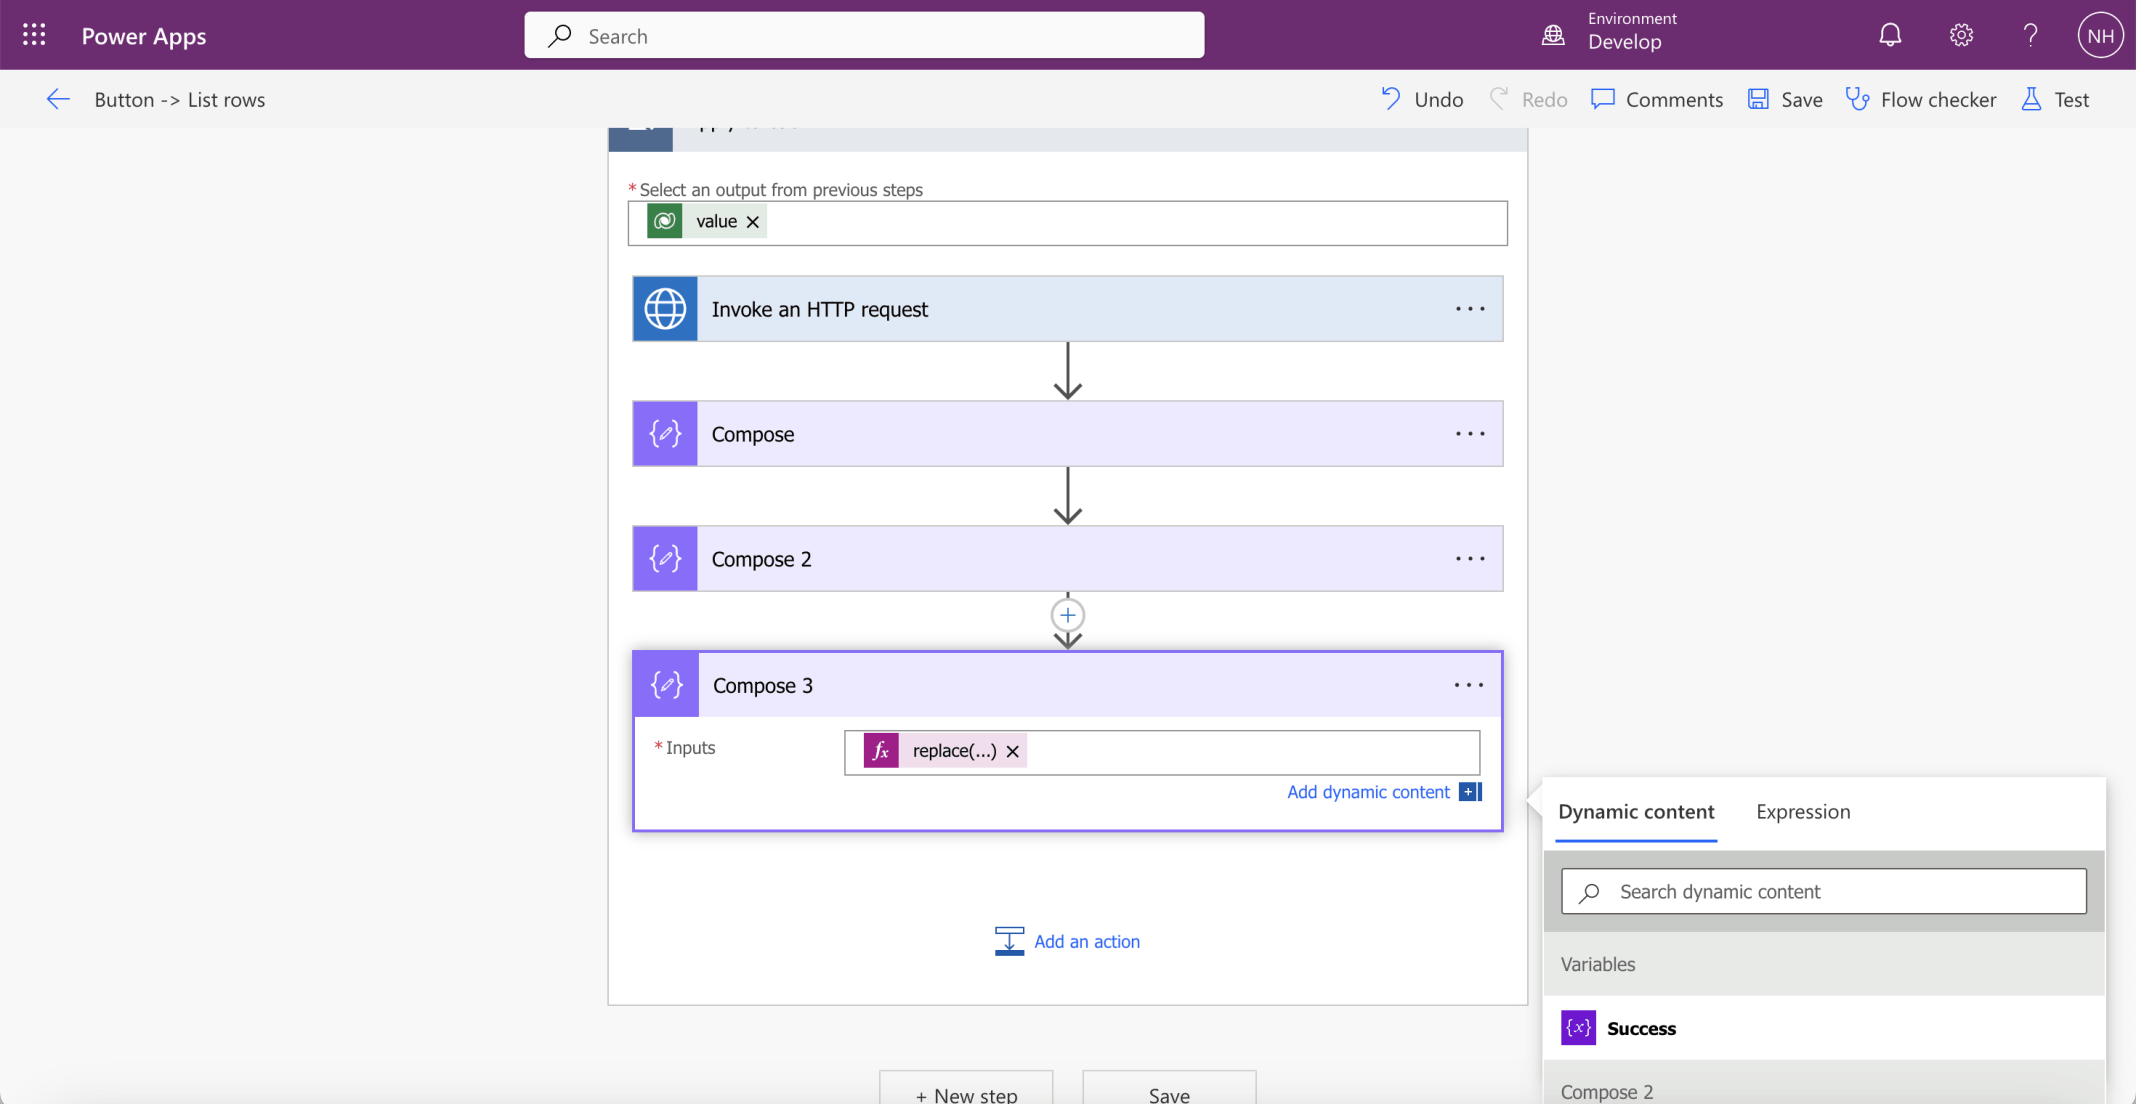 Power Apps
Search
Environment
Develop
?
NH
Button -> List rows
Undo
Redo
Comments
Save
Flow checker
Test
* Select an output from previous steps
value
Invoke an HTTP request
Compose
Compose 2
Compose 3
* Inputs
fx replace(...)
Add dynamic content
Dynamic content
Expression
Search dynamic content
Variables
{x} Success
Compose 2
Add an action
+ New step
Save